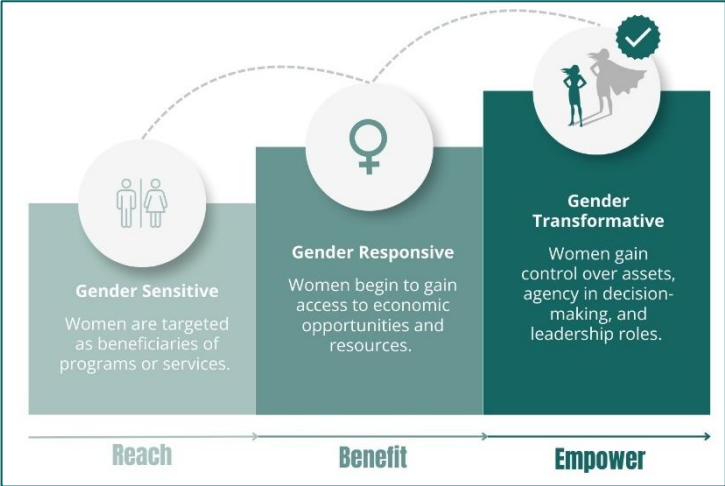 Gender Sensitive
Women are targeted
as beneficiaries of
programs or services.
Gender Responsive
Women begin to gain
access to economic
opportunities and
resources.
Gender
Transformative
Women gain
control over assets,
agency in decision-
making, and
leadership roles.
Reach
Benefit
Empower